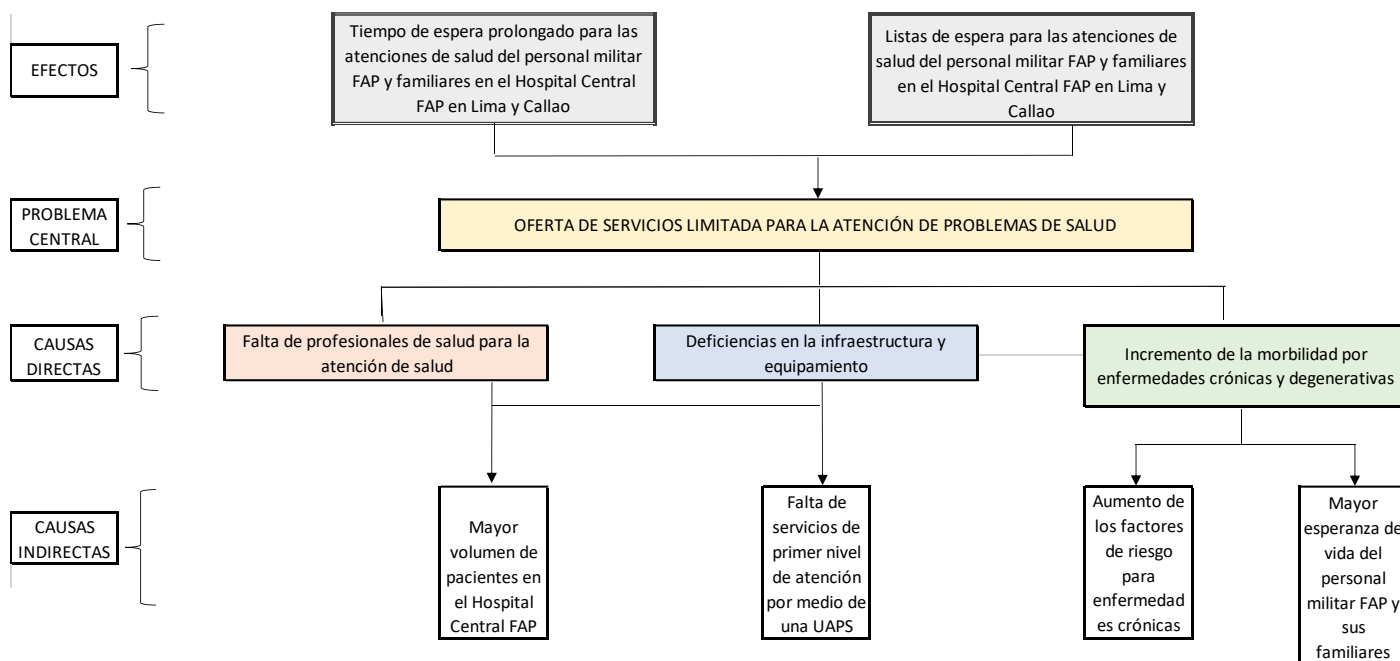 EFECTOS
Tiempo de espera prolongado para las
atenciones de salud del personal militar
FAP y familiares en el Hospital Central
FAP en Lima y Callao
Listas de espera para las atenciones de
salud del personal militar FAP y familiares
en el Hospital Central FAP en Lima y
Callao
PROBLEMA
CENTRAL
OFERTA DE SERVICIOS LIMITADA PARA LA ATENCIÓN DE PROBLEMAS DE SALUD
CAUSAS
DIRECTAS
Falta de profesionales de salud para la
atención de salud
Deficiencias en la infraestructura y
equipamiento
Incremento de la morbilidad por
enfermedades crónicas y degenerativas
CAUSAS
INDIRECTAS
Mayor
volumen de
pacientes en
el Hospital
Central FAP
Falta de
servicios de
primer nivel
de atención
por medio de
una UAPS
Aumento de
los factores
de riesgo
para
enfermedad
es crónicas
Mayor
esperanza de
vida del
personal
militar FAP y
sus
familiares